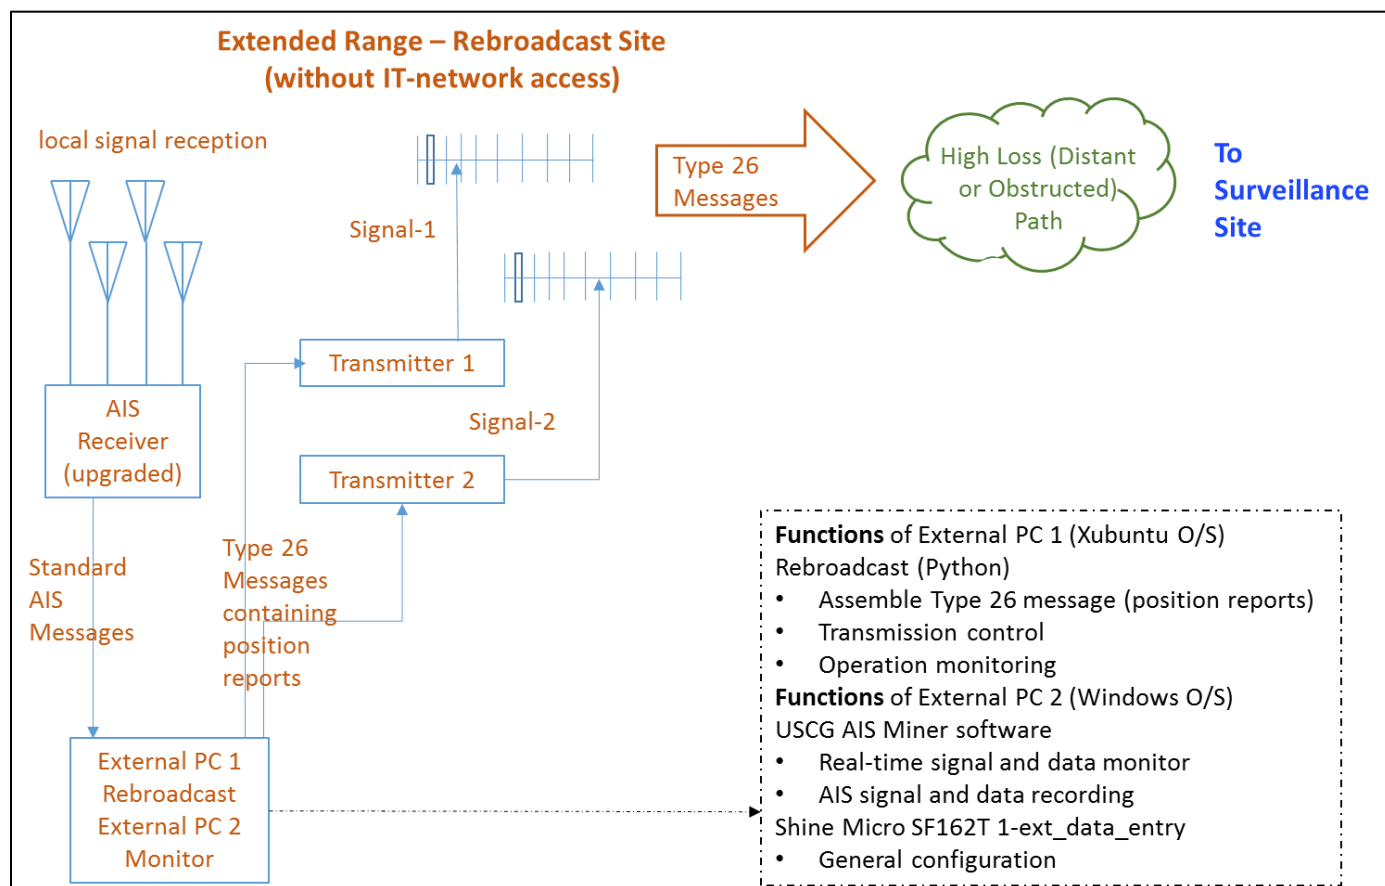 Extended Range – Rebroadcast Site
(without IT-network access)
local signal reception
Type 26
Messages
High Loss (Distant
or Obstructed)
Path
To
Surveillance
Site
Signal-1
Transmitter 1
AIS
Receiver
(upgraded)
Signal-2
Transmitter 2
Standard
AIS
Messages
Type 26
Messages
containing
position
reports
External PC 1
Rebroadcast
External PC 2
Monitor
Functions of External PC 1 (Xubuntu O/S)
Rebroadcast (Python)
• Assemble Type 26 message (position reports)
• Transmission control
• Operation monitoring
Functions of External PC 2 (Windows O/S)
USCG AIS Miner software
• Real-time signal and data monitor
• AIS signal and data recording
Shine Micro SF162T 1-ext_data_entry
• General configuration